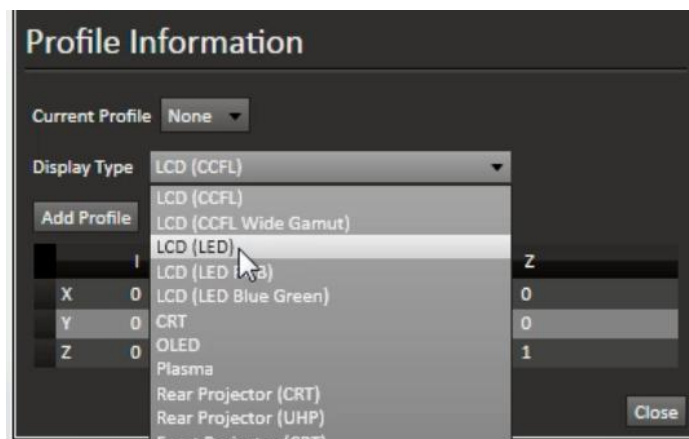 Profile Information
Current Profile None
Display Type LCD (CCFL)
LCD (CCFL)
Add Profile
LCD (CCFL Wide Gamut)
LCD (LED)
Z
LCD (LED
B)
X 0 LCD (LED Blue Green) 0
Y 0 CRT 0
Z 0 OLED 1
Plasma
Rear Projector (CRT)
Rear Projector (UHP)
Close